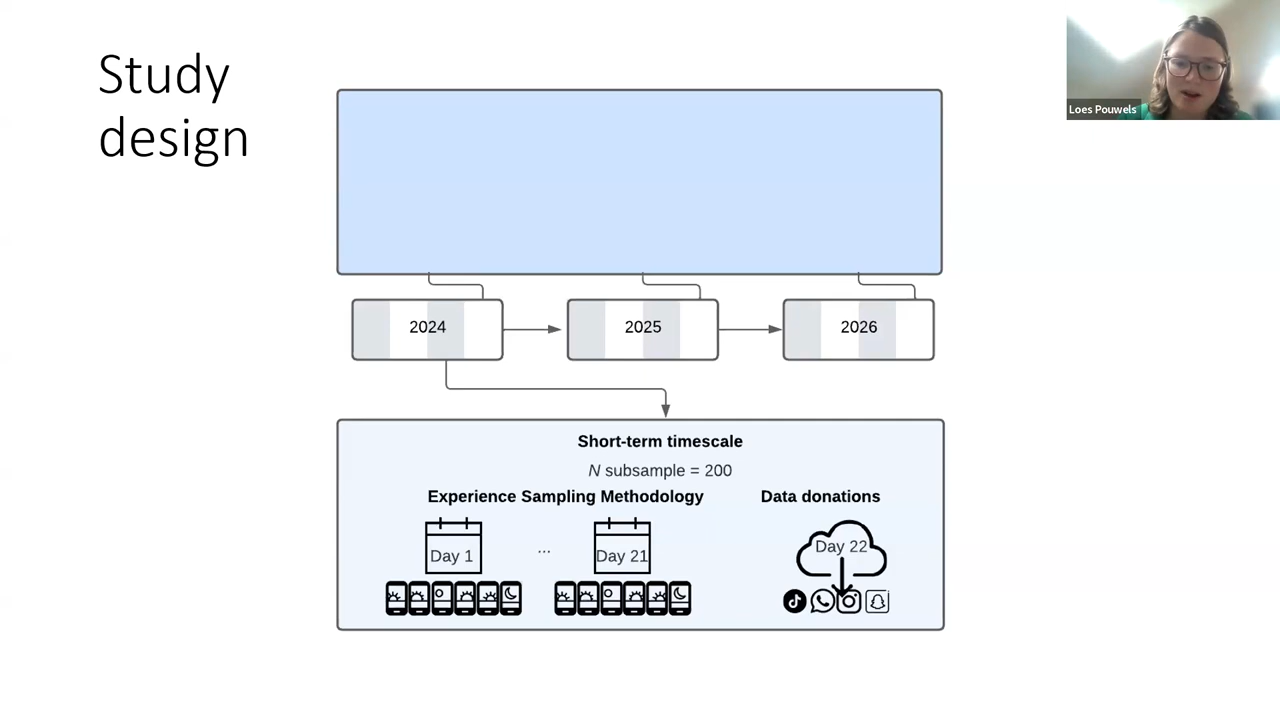 Study
design
Loes Pouwels
2024
2025
2026
Short-term timescale
N subsample = 200
Experience Sampling Methodology
Data donations
Day 1
...
Day 21
Day 22